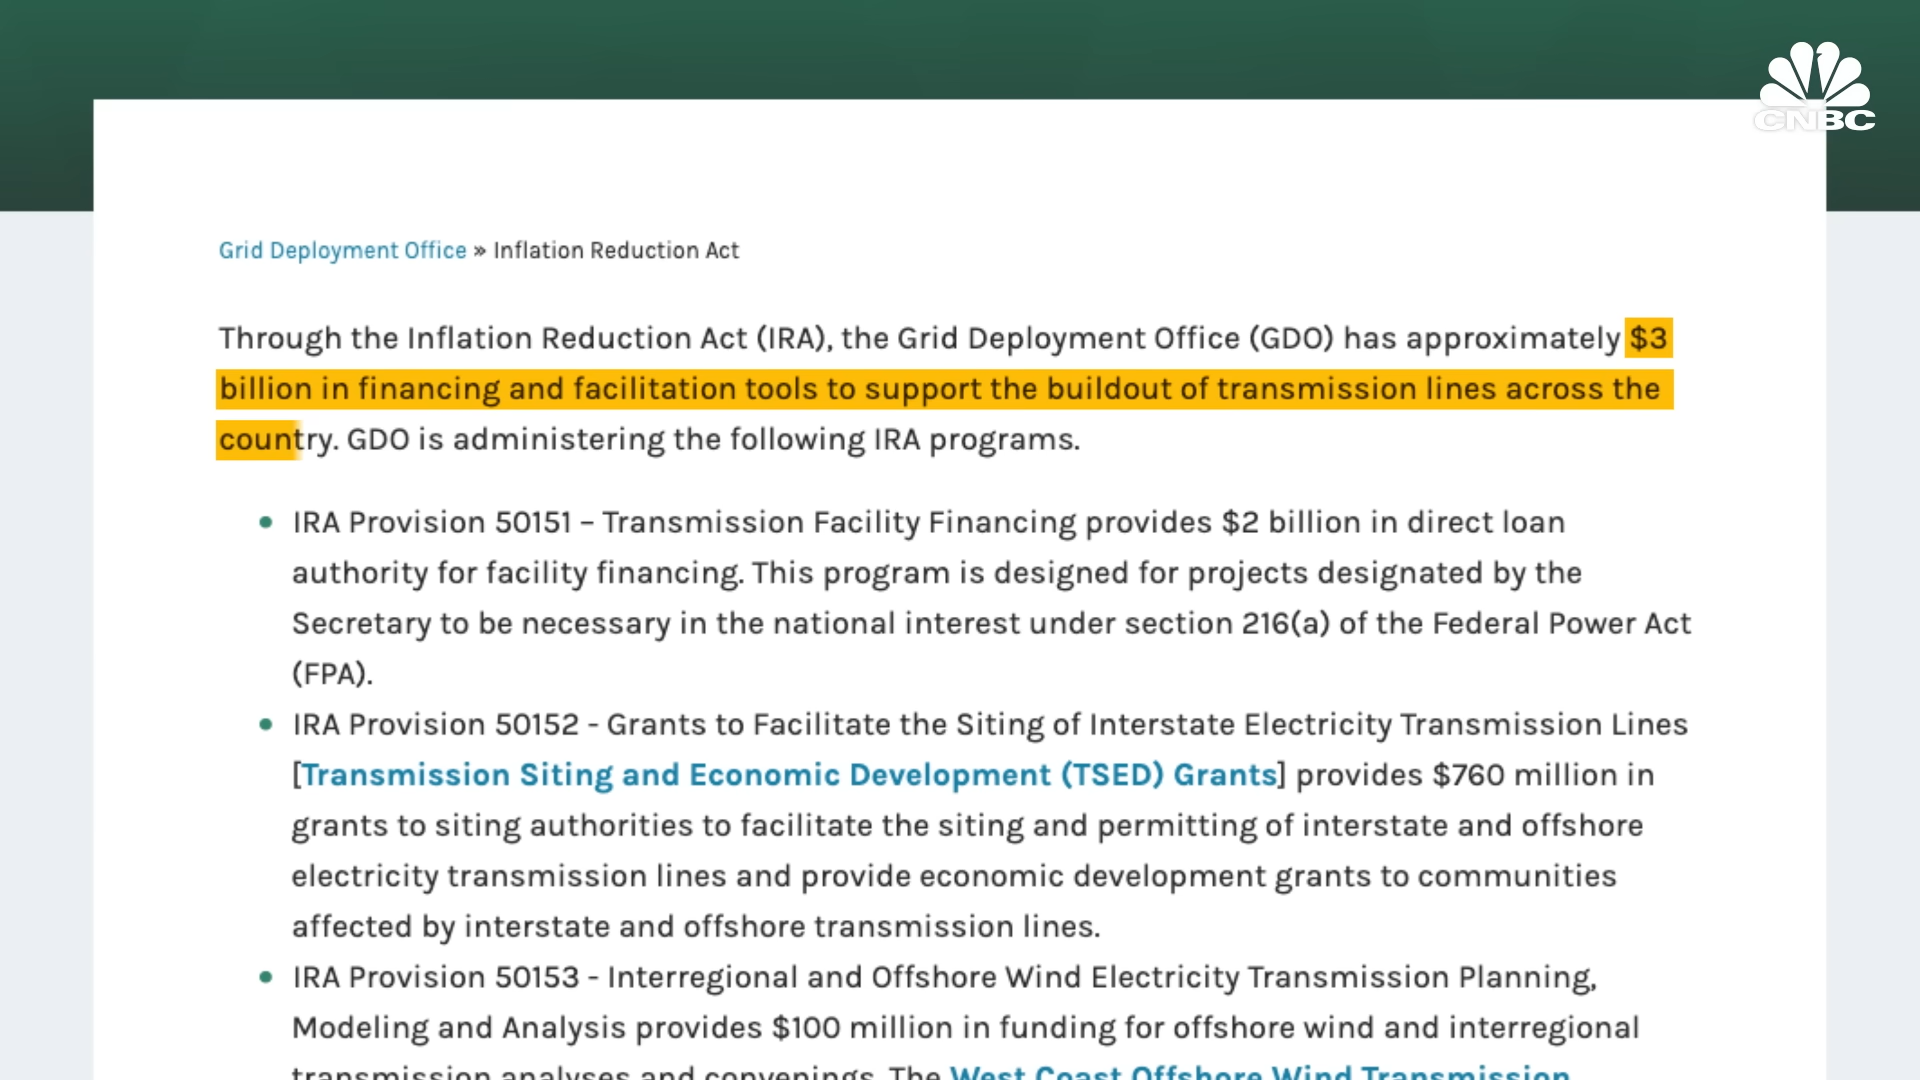 CNBC
Grid Deployment Office » Inflation Reduction Act
Through the Inflation Reduction Act (IRA), the Grid Deployment Office (GDO) has approximately $3
billion in financing and facilitation tools to support the buildout of transmission lines across the
country. GDO is administering the following IRA programs.
• IRA Provision 50151 – Transmission Facility Financing provides $2 billion in direct loan
authority for facility financing. This program is designed for projects designated by the
Secretary to be necessary in the national interest under section 216(a) of the Federal Power Act
(FPA).
• IRA Provision 50152 - Grants to Facilitate the Siting of Interstate Electricity Transmission Lines
[Transmission Siting and Economic Development (TSED) Grants] provides $760 million in
grants to siting authorities to facilitate the siting and permitting of interstate and offshore
electricity transmission lines and provide economic development grants to communities
affected by interstate and offshore transmission lines.
• IRA Provision 50153 - Interregional and Offshore Wind Electricity Transmission Planning,
Modeling and Analysis provides $100 million in funding for offshore wind and interregional
transmission analyses and convenings. The West Coast Offshore Wind Transmission